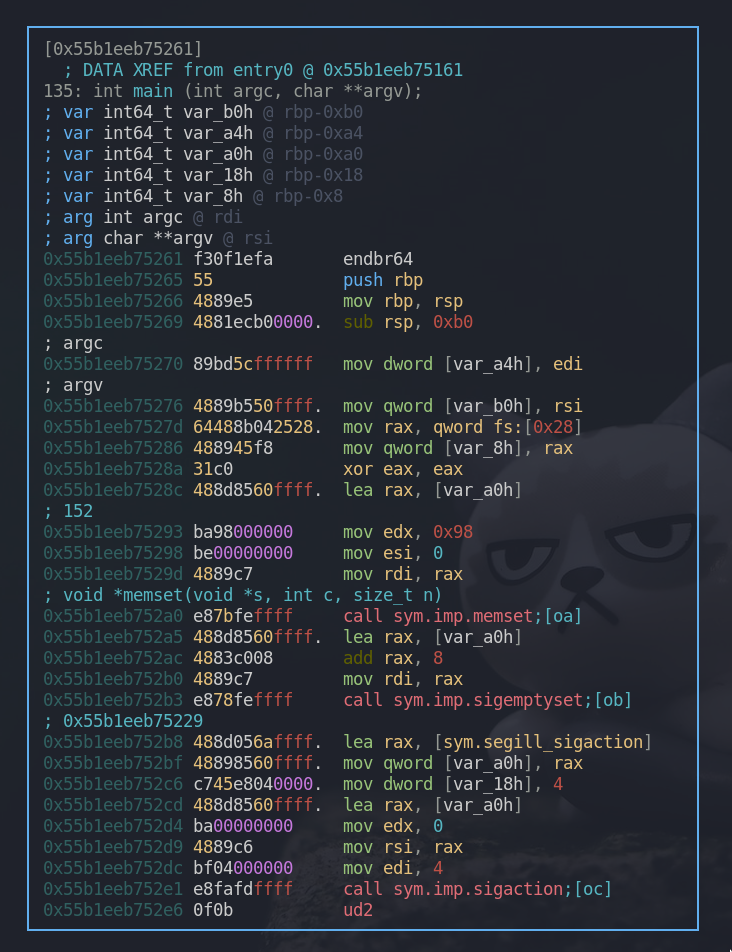 [0x55b1eeb75261]
; DATA XREF from entry0 @ 0x55b1eeb75161
135: int main (int argc, char **argv);
; var int64_t var_b0h @ rbp-0xb0
; var int64_t var_a4h @ rbp-0xa4
; var int64_t var_a0h @ rbp-0xa0
; var int64_t var_18h @ rbp-0x18
; var int64_t var_8h @ rbp-0x8
; arg int argc @ rdi
; arg char **argv @ rsi
0x55b1eeb75261 f30f1efa endbr64
0x55b1eeb75265 55 push rbp
0x55b1eeb75266 4889e5 mov rbp, rsp
0x55b1eeb75269 4881ecb00000. sub rsp, 0xb0
; argc
0x55b1eeb75270 89bd5cffffff mov dword [var_a4h], edi
; argv
0x55b1eeb75276 4889b550ffff. mov qword [var_b0h], rsi
0x55b1eeb7527d 64488b042528. mov rax, qword fs:[0x28]
0x55b1eeb75286 488945f8 mov qword [var_8h], rax
0x55b1eeb7528a 31c0 xor eax, eax
0x55b1eeb7528c 488d8560ffff. lea rax, [var_a0h]
; 152
0x55b1eeb75293 ba98000000 mov edx, 0x98
0x55b1eeb75298 be00000000 mov esi, 0
0x55b1eeb7529d 4889c7 mov rdi, rax
; void *memset(void *s, int c, size_t n)
0x55b1eeb752a0 e87bfeffff call sym.imp.memset;[oa]
0x55b1eeb752a5 488d8560ffff. lea rax, [var_a0h]
0x55b1eeb752ac 4883c008 add rax, 8
0x55b1eeb752b0 4889c7 mov rdi, rax
0x55b1eeb752b3 e878feffff call sym.imp.sigemptyset;[ob]
; 0x55b1eeb75229
0x55b1eeb752b8 488d056affff. lea rax, [sym.segill_sigaction]
0x55b1eeb752bf 48898560ffff. mov qword [var_a0h], rax
0x55b1eeb752c6 c745e8040000. mov dword [var_18h], 4
0x55b1eeb752cd 488d8560ffff. lea rax, [var_a0h]
0x55b1eeb752d4 ba00000000 mov edx, 0
0x55b1eeb752d9 4889c6 mov rsi, rax
0x55b1eeb752dc bf04000000 mov edi, 4
0x55b1eeb752e1 e8fafdffff call sym.imp.sigaction;[oc]
0x55b1eeb752e6 0f0b ud2